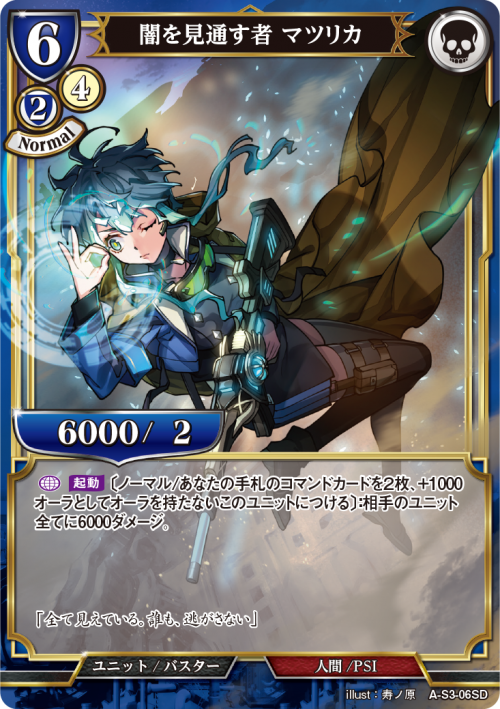 6
闇を見通す者 マツリカ
2
4
Normal
6000/ 2
起動 〔ノーマル/あなたの手札のコマンドカードを2枚、+1000
オーラとしてオーラを持たないこのユニットにつける〕:相手のユニット
全てに6000ダメージ。
「全て見えている。誰も、逃がさない」
ユニット / バスター
人間 /PSI
illust : 寿ノ原 A-S3-06SD